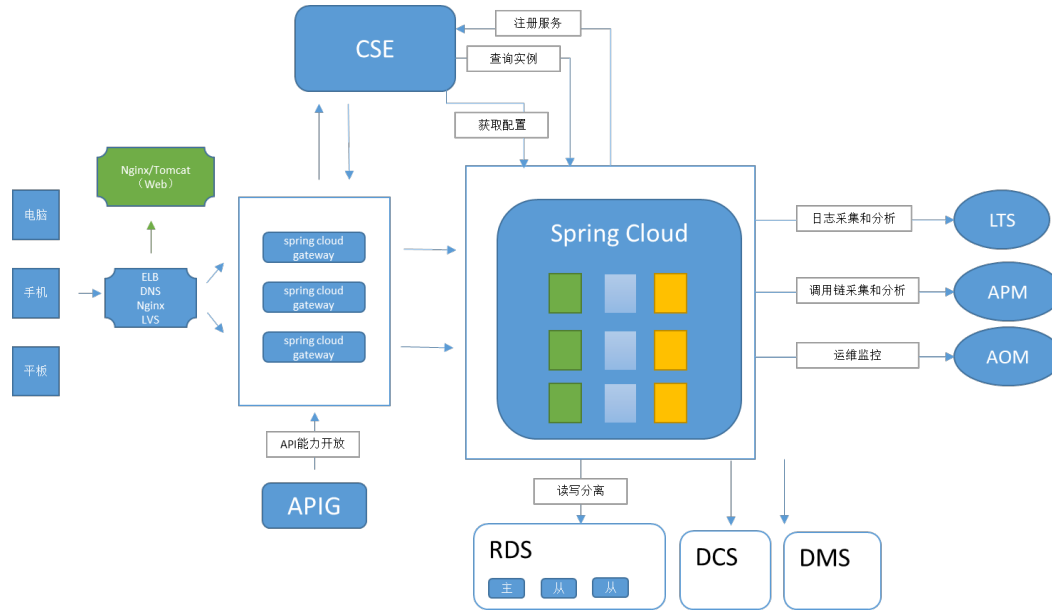 注册服务
CSE
查询实例
获取配置
Nginx/Tomcat
（Web）
电脑
手机
平板
ELB
DNS
Nginx
LVS
spring cloud
gateway
spring cloud
gateway
spring cloud
gateway
API能力开放
APIG
Spring Cloud
日志采集和分析
LTS
调用链采集和分析
APM
运维监控
AOM
读写分离
RDS
主
从
从
DCS
DMS